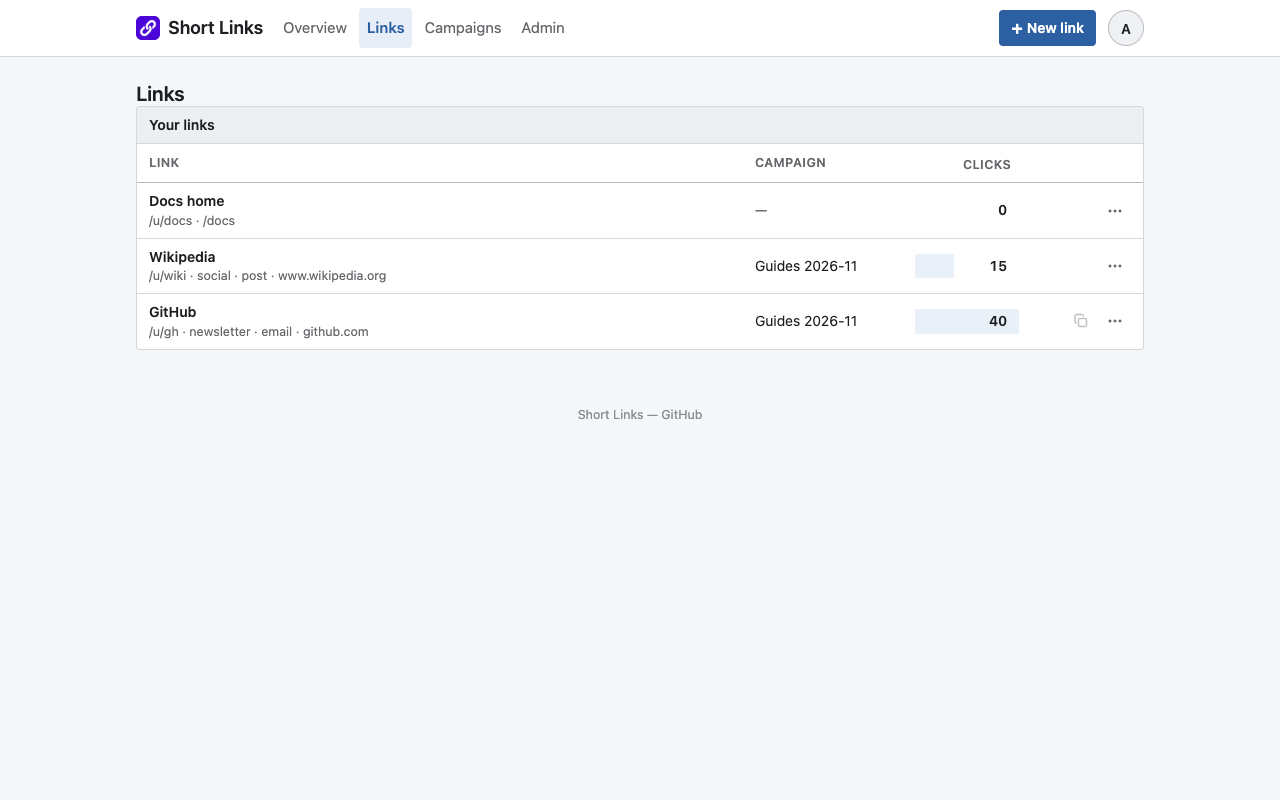 Short Links Overview Links Campaigns Admin + New link A
Links
Your links
LINK CAMPAIGN CLICKS
Docs home
/u/docs · /docs
— 0 ...
Wikipedia
/u/wiki · social · post · www.wikipedia.org
Guides 2026-11 15 ...
GitHub
/u/gh · newsletter · email · github.com
Guides 2026-11 40 ...
Short Links — GitHub